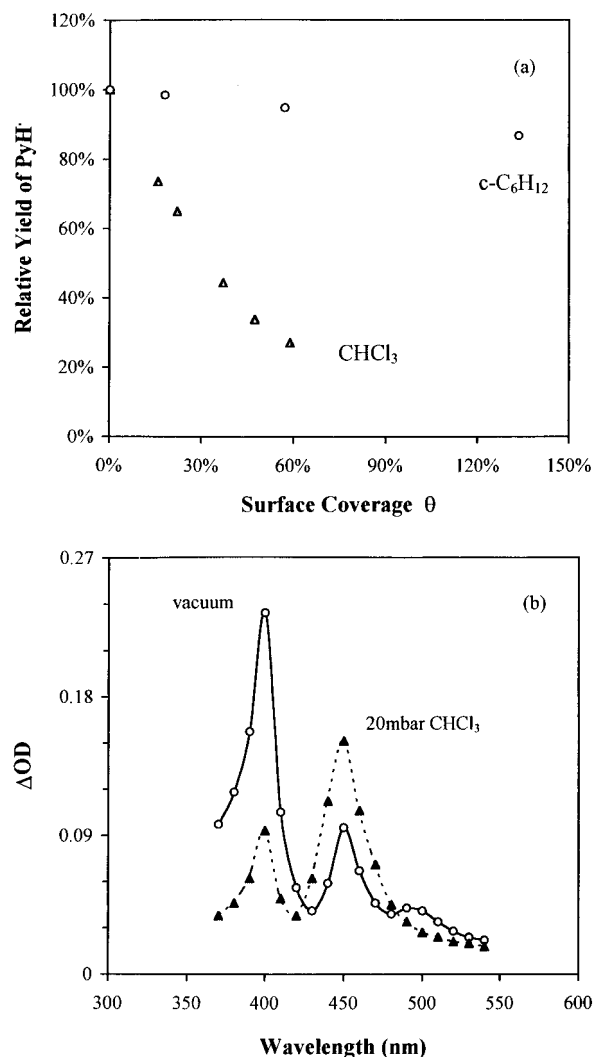 120%
100%
80%
60%
40%
20%
0%
0%
30%
60%
90%
120%
150%
Relative Yield of PyH·
Surface Coverage θ
(a)
c-C₆H₁₂
CHCl₃
0.27
0.18
0.09
0
300
350
400
450
500
550
600
ΔOD
Wavelength (nm)
vacuum
(b)
20mbar CHCl₃